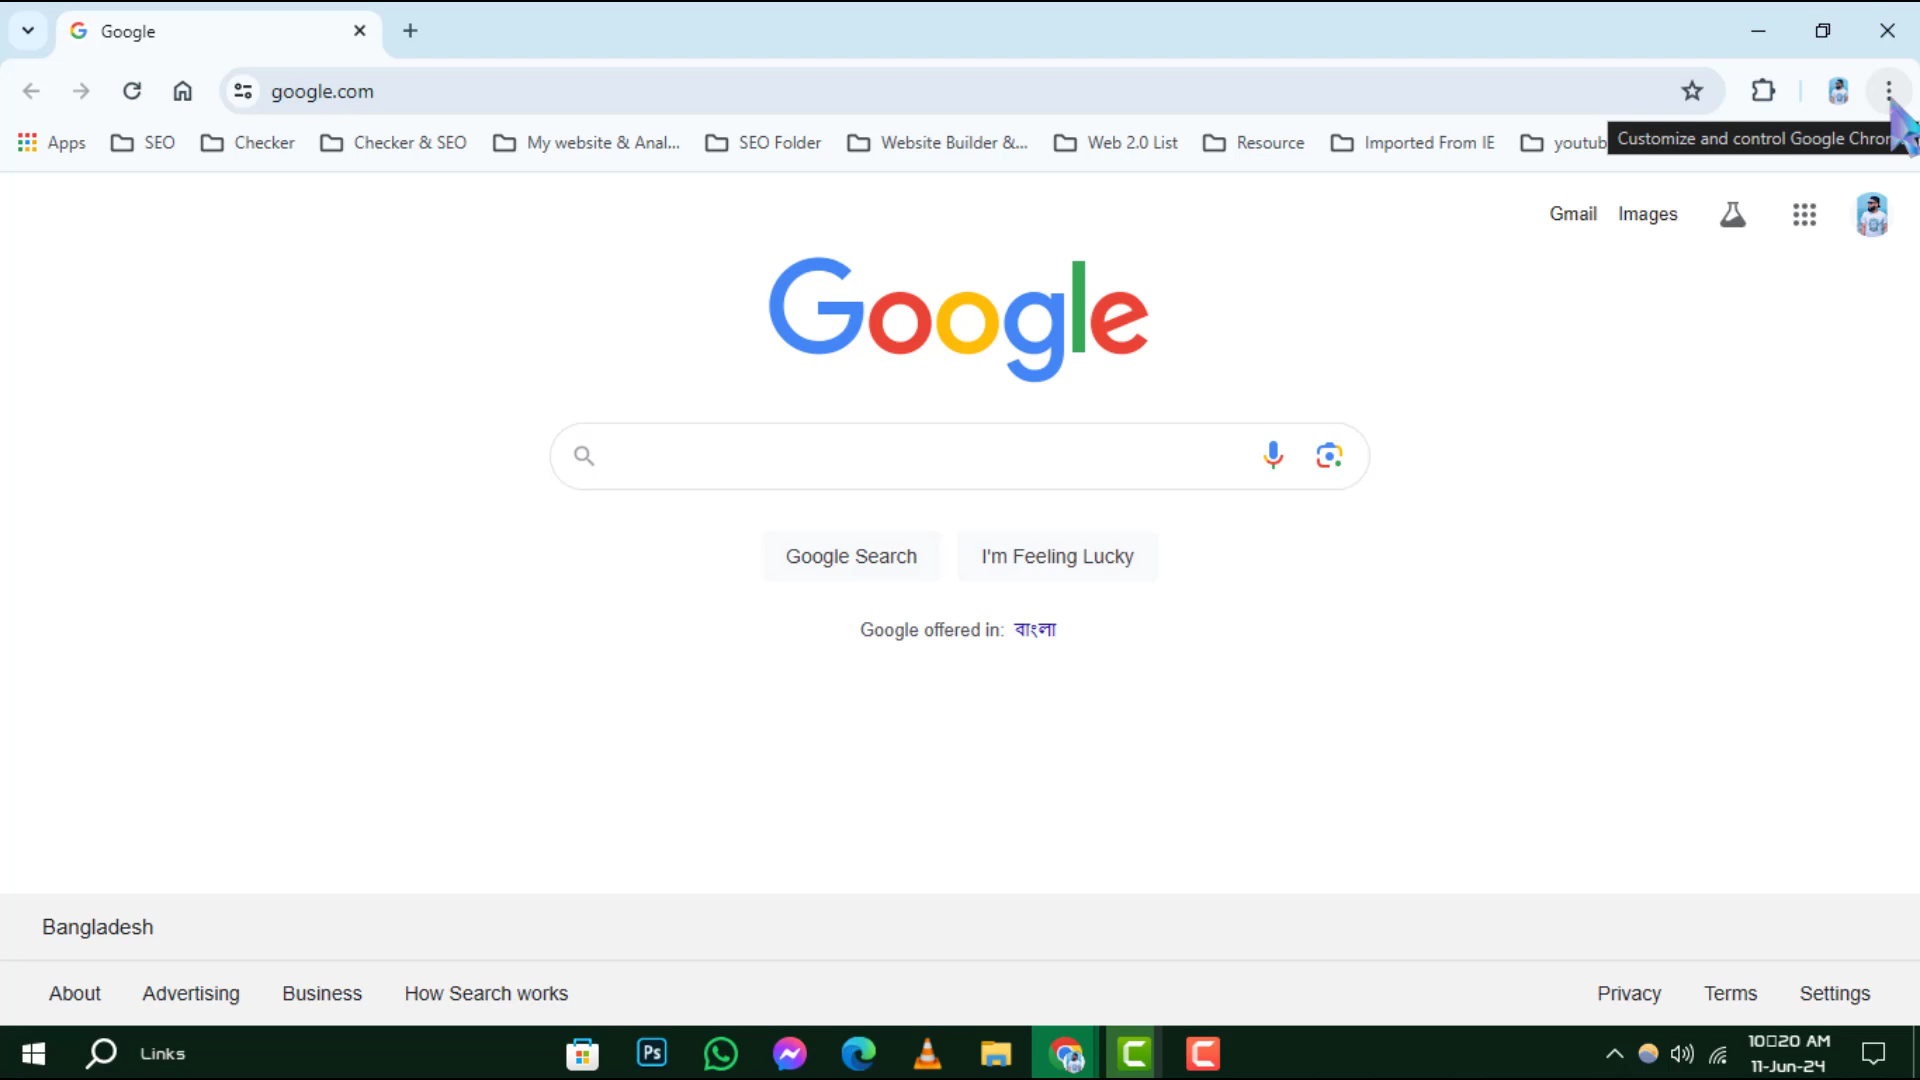 Google
google.com
Apps SEO Checker Checker & SEO My website & Anal... SEO Folder Website Builder &... Web 2.0 List Resource Imported From IE
Customize and control Google
Gmail Images
Google
Google Search I'm Feeling Lucky
Google offered in: বাংলা
Bangladesh
About Advertising Business How Search works Privacy Terms Settings
Links
Ps
10▯20 AM
11-Jun-24